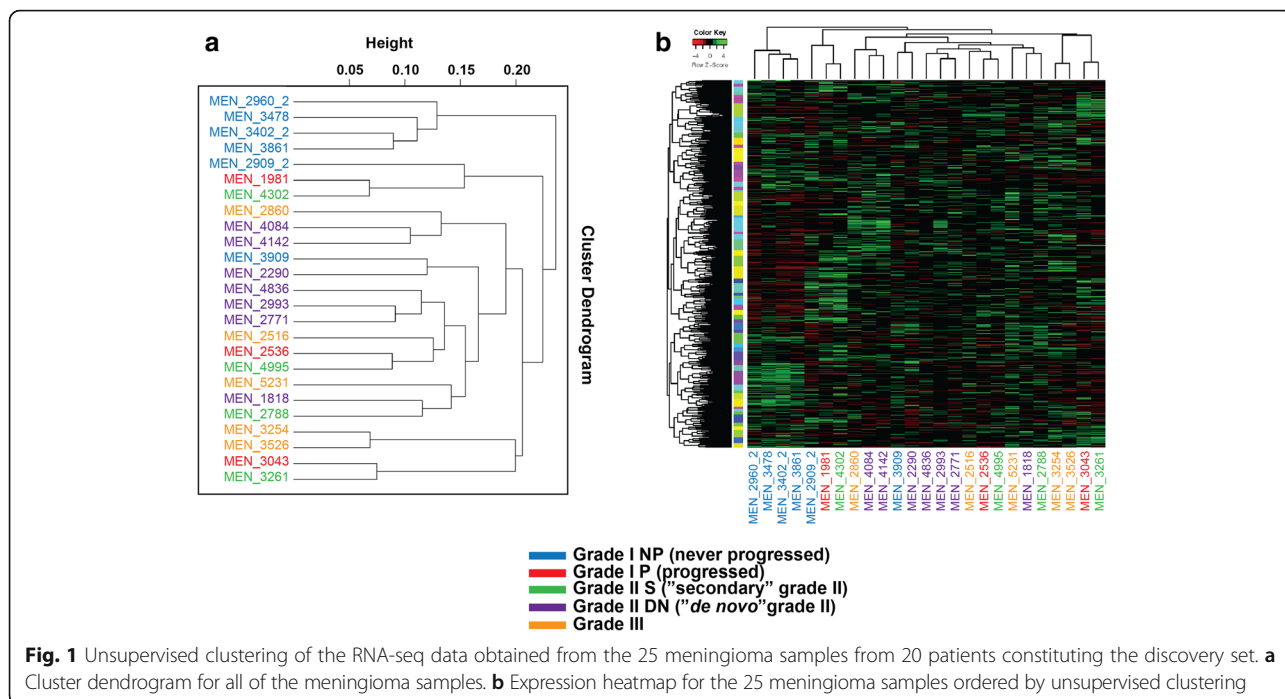 a
Height
0.05 0.10 0.15 0.20
MEN_2960_2
MEN_3478
MEN_3402_2
MEN_3861
MEN_2909_2
MEN_1981
MEN_4302
MEN_2860
MEN_4084
MEN_4142
MEN_3909
MEN_2290
MEN_4836
MEN_2993
MEN_2771
MEN_2516
MEN_2536
MEN_4995
MEN_5231
MEN_1818
MEN_2788
MEN_3254
MEN_3526
MEN_3043
MEN_3261
Cluster Dendrogram
b
Color Key
-4 0 4
Row Z-Score
MEN_2960_2
MEN_3478
MEN_3402_2
MEN_3861
MEN_2909_2
MEN_1981
MEN_4302
MEN_2860
MEN_4084
MEN_4142
MEN_3909
MEN_2290
MEN_4836
MEN_2993
MEN_2771
MEN_2516
MEN_2536
MEN_4995
MEN_5231
MEN_1818
MEN_2788
MEN_3254
MEN_3526
MEN_3043
MEN_3261
Grade I NP (never progressed)
Grade I P (progressed)
Grade II S ("secondary" grade II)
Grade II DN ("de novo"grade II)
Grade III
Fig. 1 Unsupervised clustering of the RNA-seq data obtained from the 25 meningioma samples from 20 patients constituting the discovery set. a
Cluster dendrogram for all of the meningioma samples. b Expression heatmap for the 25 meningioma samples ordered by unsupervised clustering